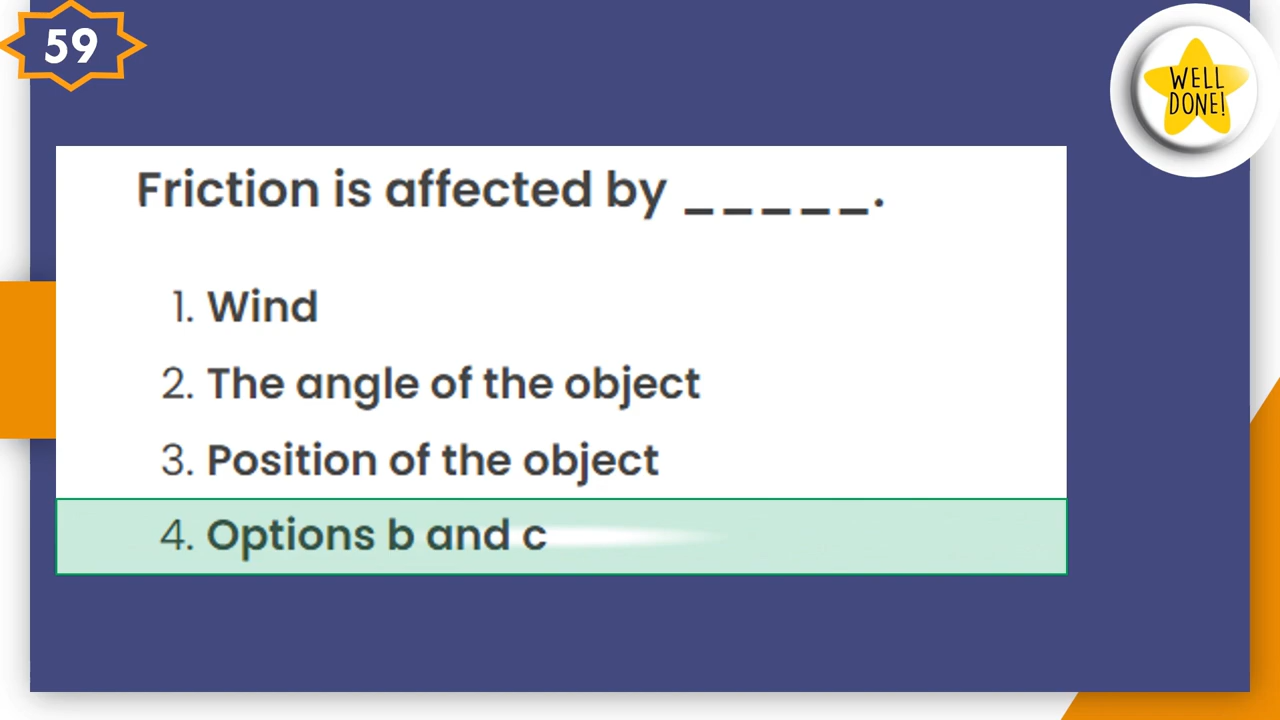 59
WELL
DONE!
Friction is affected by _____.
1. Wind
2. The angle of the object
3. Position of the object
4. Options b and c